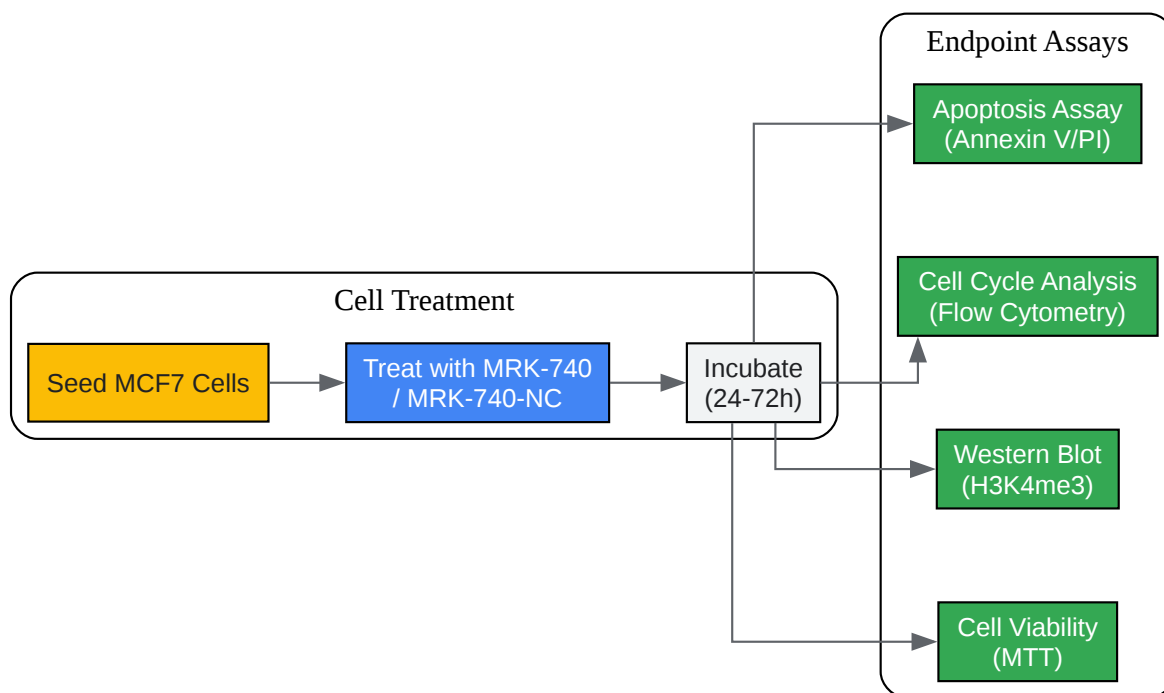 Endpoint Assays
Apoptosis Assay
(Annexin V/PI)
Cell Cycle Analysis
(Flow Cytometry)
Cell Treatment
Seed MCF7 Cells
Treat with MRK-740
/ MRK-740-NC
Incubate
(24-72h)
Western Blot
(H3K4me3)
Cell Viability
(MTT)